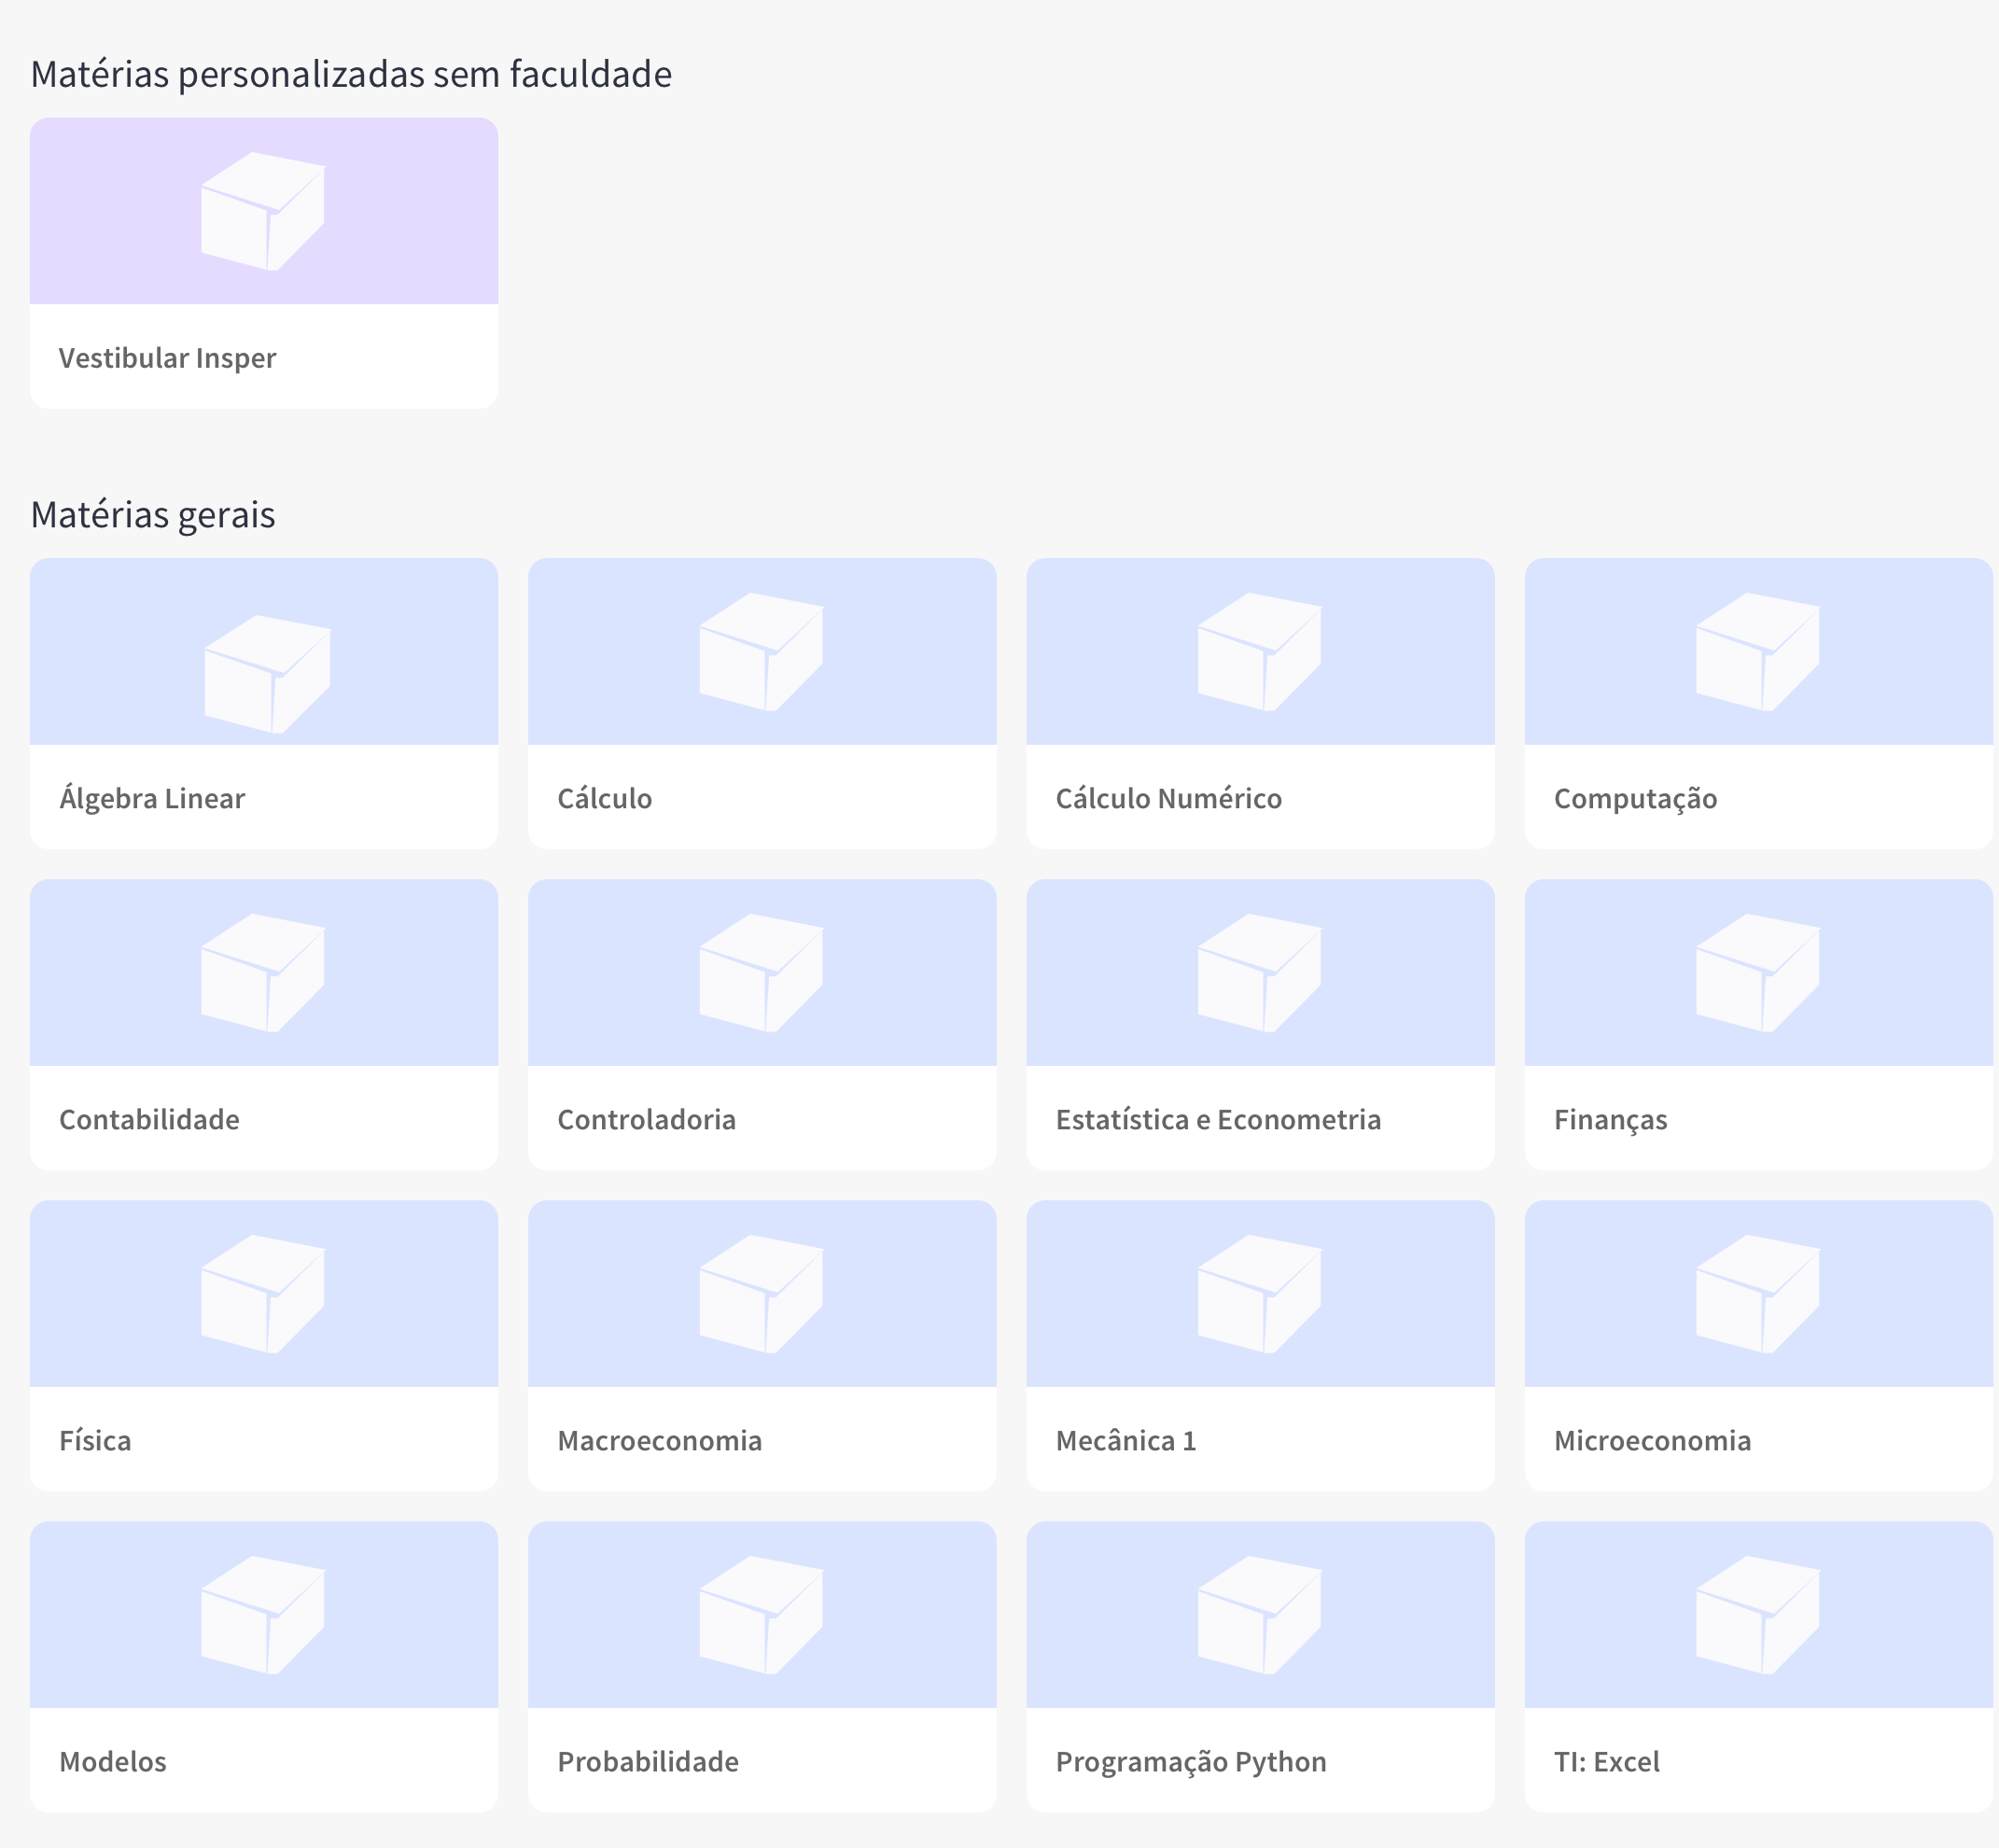 Matérias personalizadas sem faculdade
Vestibular Insper
Matérias gerais
Álgebra Linear
Cálculo
Cálculo Numérico
Computação
Contabilidade
Controladoria
Estatística e Econometria
Finanças
Física
Macroeconomia
Mecânica 1
Microeconomia
Modelos
Probabilidade
Programação Python
TI: Excel